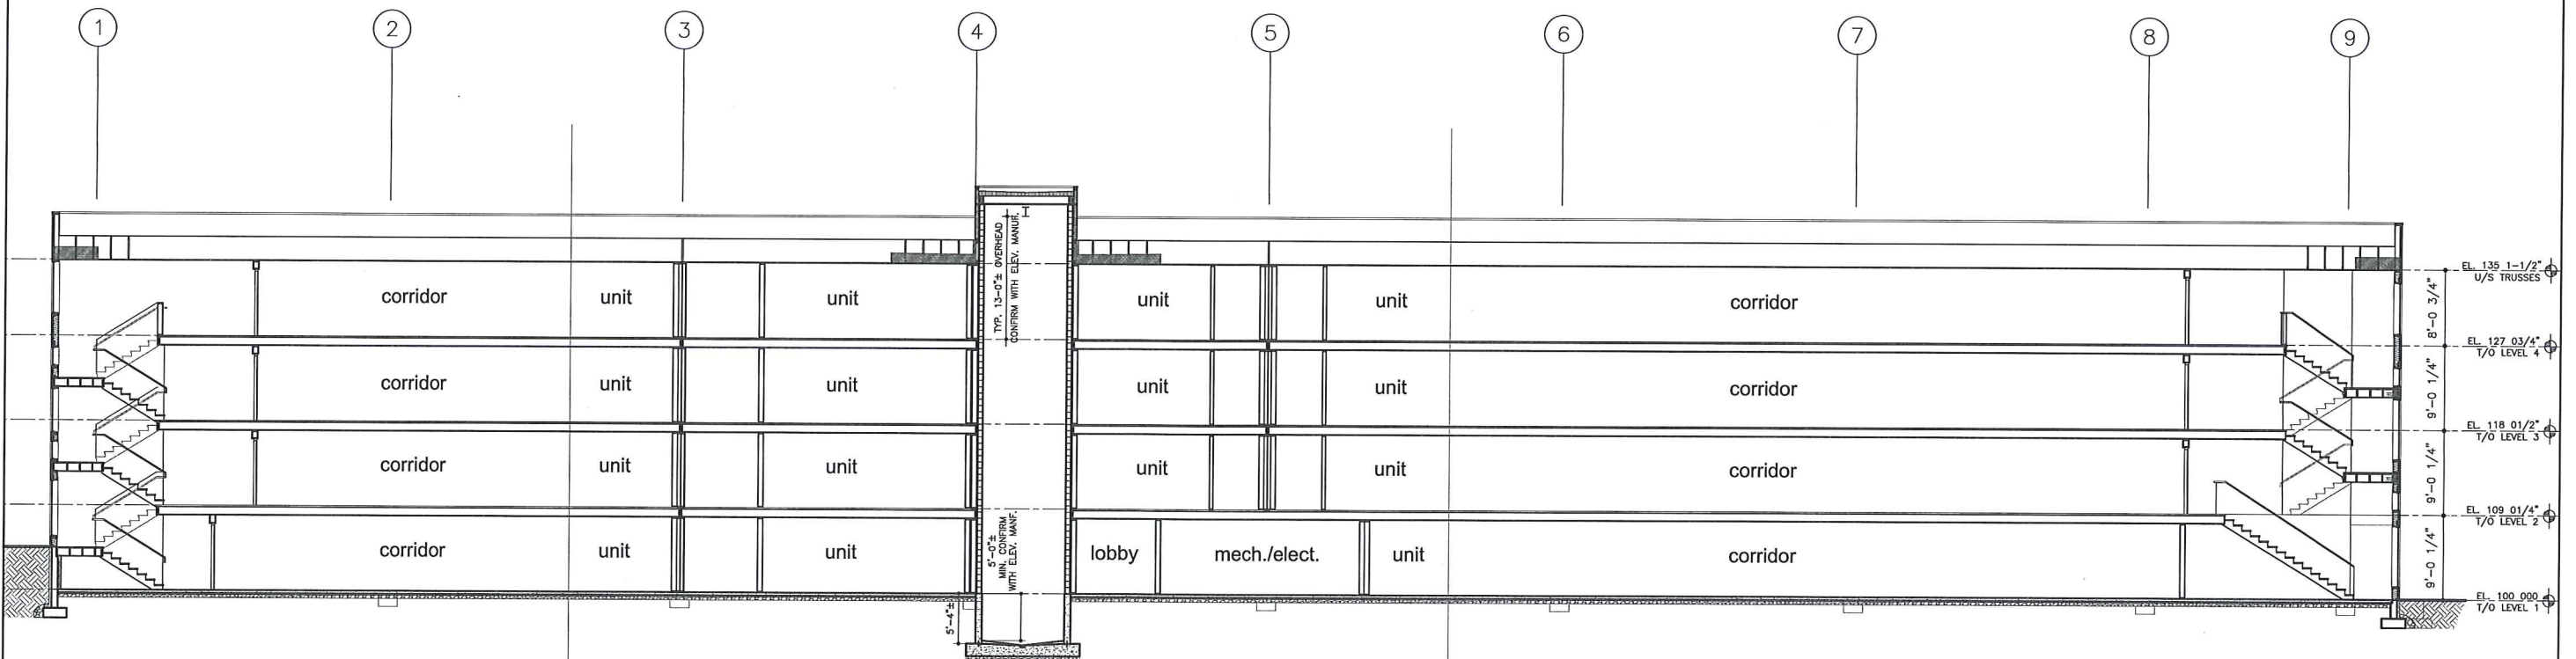 1 2 3 4 5 6 7 8 9
TYP. 13'-0"± OVERHEAD
CONFIRM WITH ELEV. MANUF.
corridor unit unit unit unit corridor
EL. 135 1-1/2"
U/S TRUSSES
8'-0 3/4"
EL. 127 03/4"
T/O LEVEL 4
corridor unit unit unit unit corridor
9'-0 1/4"
EL. 118 01/2"
T/O LEVEL 3
corridor unit unit unit unit corridor
9'-0 1/4"
EL. 109 01/4"
T/O LEVEL 2
5'-0"±
MIN. CONFIRM
WITH ELEV. MANF.
corridor unit unit lobby mech./elect. unit corridor
9'-0 1/4"
EL. 100 000
T/O LEVEL 1
5'-4"±